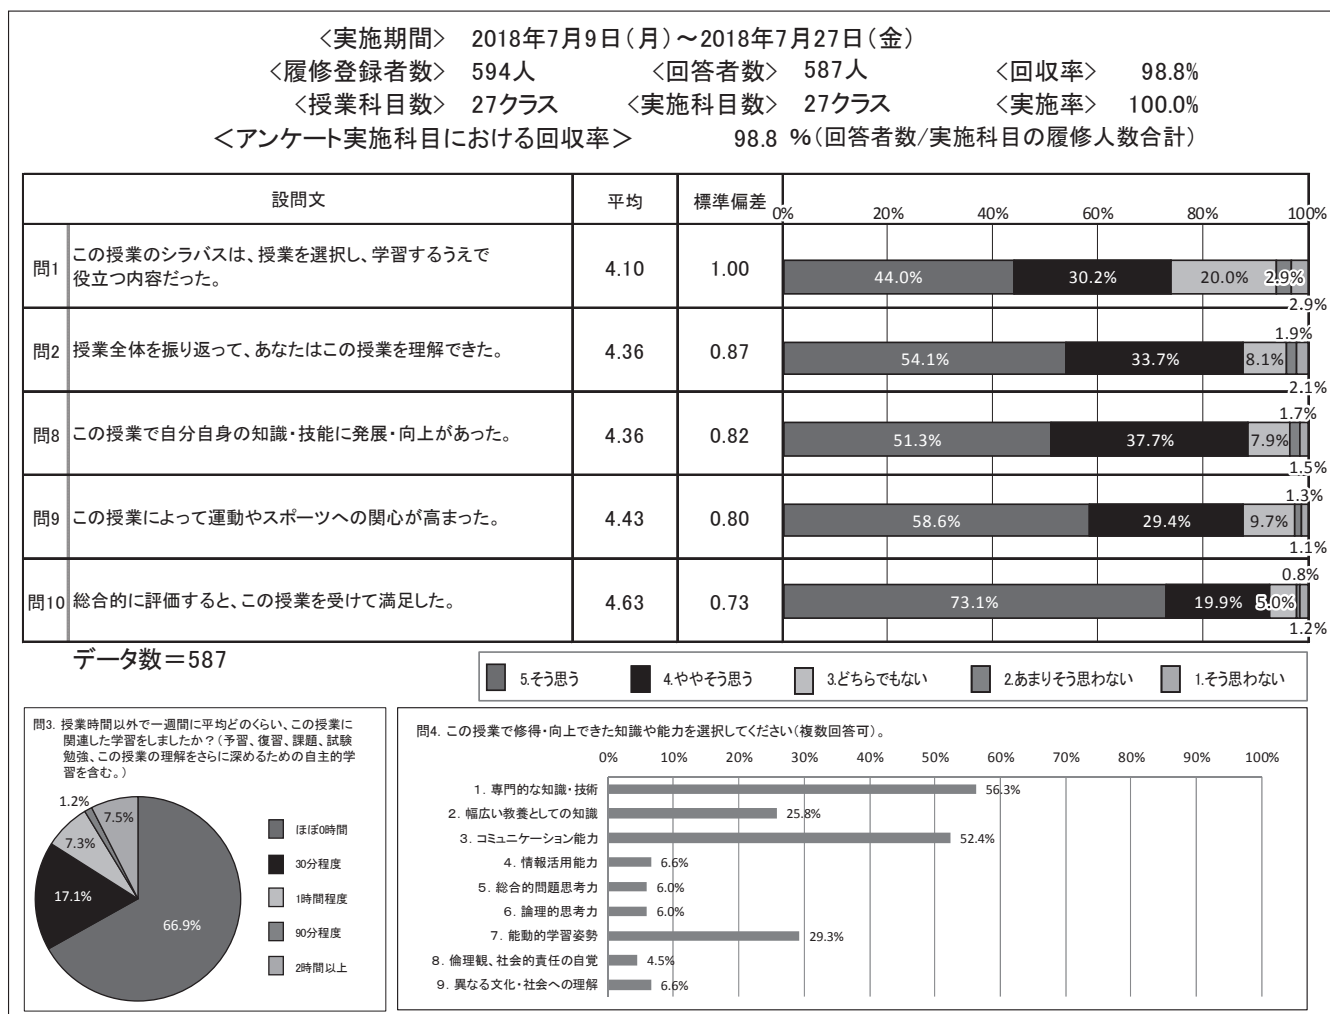 <実施期間> 2018年7月9日(月)~2018年7月27日(金)
<履修登録者数> 594人 <回答者数> 587人 <回収率> 98.8%
<授業科目数> 27クラス <実施科目数> 27クラス <実施率> 100.0%
<アンケート実施科目における回収率> 98.8 %(回答者数/実施科目の履修人数合計)
設問文 平均 標準偏差 0% 20% 40% 60% 80% 100%
問1 この授業のシラバスは、授業を選択し、学習するうえで
役立つ内容だった。 4.10 1.00 44.0% 30.2% 20.0% 2.9%
2.9%
1.9%
問2 授業全体を振り返って、あなたはこの授業を理解できた。 4.36 0.87 54.1% 33.7% 8.1%
2.1%
1.7%
問8 この授業で自分自身の知識・技能に発展・向上があった。 4.36 0.82 51.3% 37.7% 7.9%
1.5%
1.3%
問9 この授業によって運動やスポーツへの関心が高まった。 4.43 0.80 58.6% 29.4% 9.7%
1.1%
0.8%
問10 総合的に評価すると、この授業を受けて満足した。 4.63 0.73 73.1% 19.9% 5.0%
1.2%
データ数=587
5.そう思う 4.ややそう思う 3.どちらでもない 2.あまりそう思わない 1.そう思わない
問3. 授業時間以外で一週間に平均どのくらい、この授業に
関連した学習をしましたか?(予習、復習、課題、試験
勉強、この授業の理解をさらに深めるための自主的学
習を含む。)
1.2%
7.5%
7.3%
17.1%
66.9%
ほぼ0時間
30分程度
1時間程度
90分程度
2時間以上
問4. この授業で修得・向上できた知識や能力を選択してください(複数回答可)。
0% 10% 20% 30% 40% 50% 60% 70% 80% 90% 100%
1. 専門的な知識・技術 56.3%
2. 幅広い教養としての知識 25.8%
3. コミュニケーション能力 52.4%
4. 情報活用能力 6.6%
5. 総合的問題思考力 6.0%
6. 論理的思考力 6.0%
7. 能動的学習姿勢 29.3%
8. 倫理観、社会的責任の自覚 4.5%
9. 異なる文化・社会への理解 6.6%